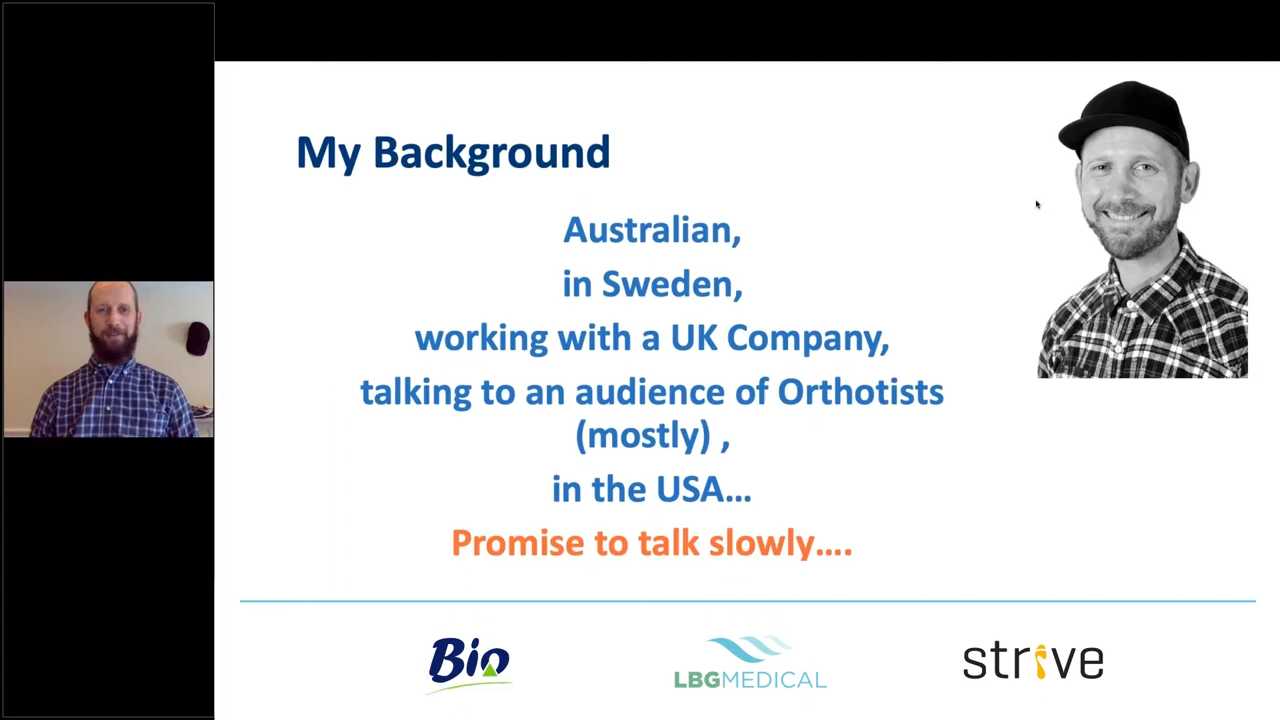 My Background
Australian,
in Sweden,
working with a UK Company,
talking to an audience of Orthotists
(mostly) ,
in the USA...
Promise to talk slowly....
Bio
LBGMEDICAL
strive